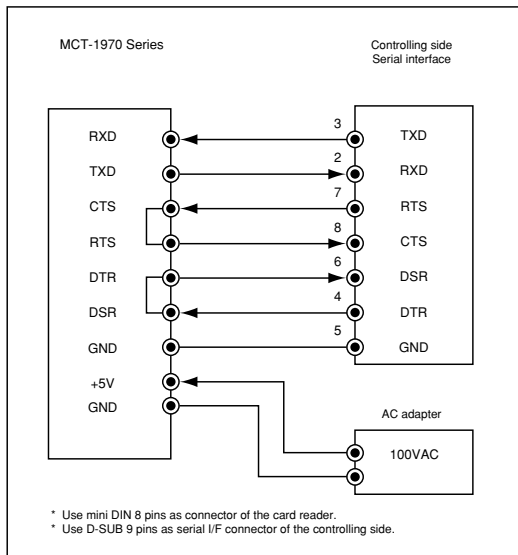 MCT-1970 Series
Controlling side
Serial interface
RXD 3 TXD
TXD 2 RXD
CTS 7 RTS
RTS 8 CTS
DTR 6 DSR
DSR 4 DTR
GND 5 GND
+5V
GND
AC adapter
100VAC
* Use mini DIN 8 pins as connector of the card reader.
* Use D-SUB 9 pins as serial I/F connector of the controlling side.